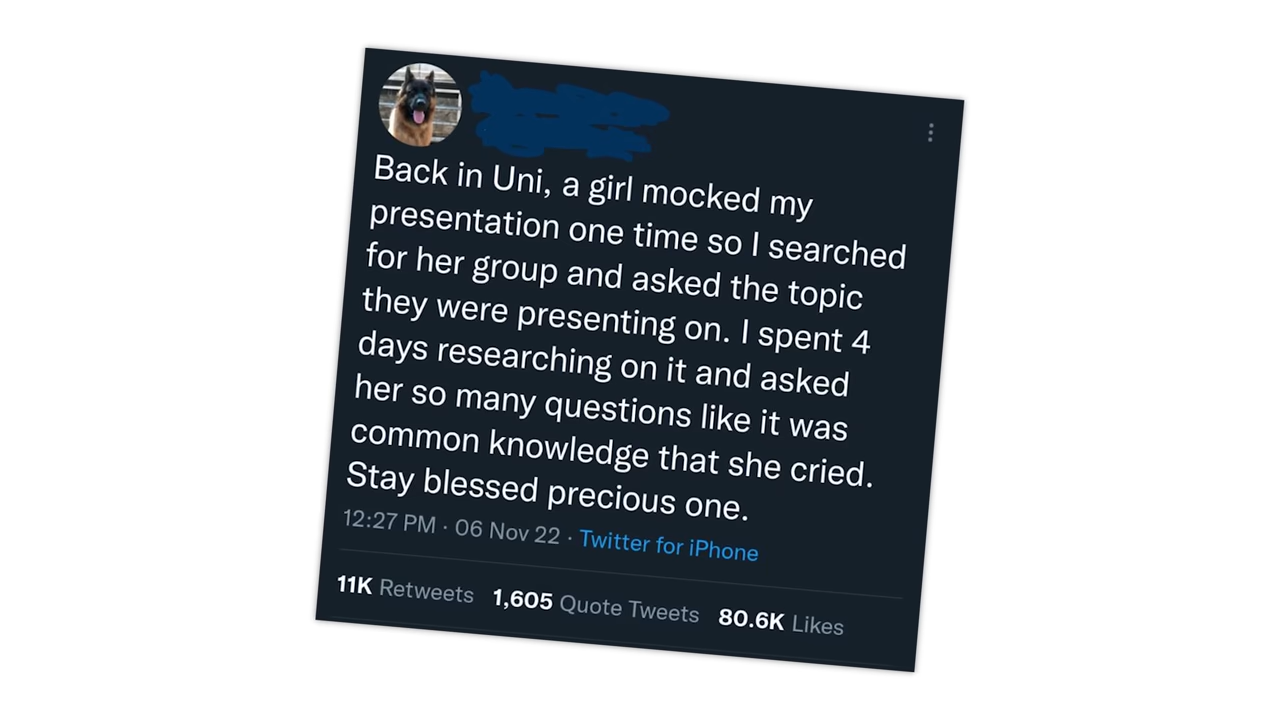 Back in Uni, a girl mocked my
presentation one time so I searched
for her group and asked the topic
they were presenting on. I spent 4
days researching on it and asked
her so many questions like it was
common knowledge that she cried.
Stay blessed precious one.
12:27 PM · 06 Nov 22 · Twitter for iPhone
11K Retweets 1,605 Quote Tweets 80.6K Likes